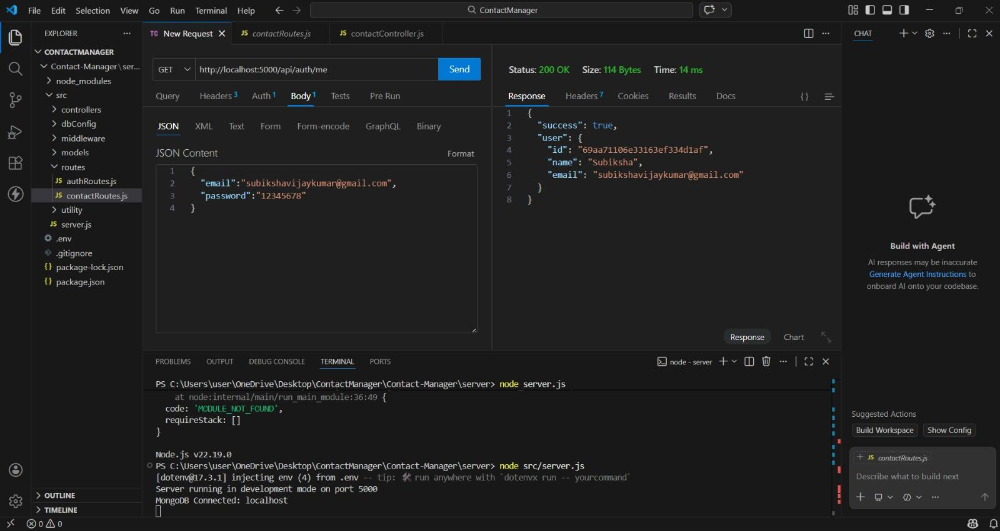 File Edit Selection View Go Run Terminal Help
ContactManager
EXPLORER
CONTACTMANAGER
Contact-Manager\ser...
node_modules
src
controllers
dbConfig
middleware
models
routes
JS authRoutes.js
JS contactRoutes.js
utility
JS server.js
.env
.gitignore
{} package-lock.json
{} package.json
OUTLINE
TIMELINE
TC New Request
JS contactRoutes.js
JS contactController.js
GET http://localhost:5000/api/auth/me Send
Query Headers 3 Auth 1 Body 1 Tests Pre Run
JSON XML Text Form Form-encode GraphQL Binary
JSON Content Format
1 {
2 "email":"subikshavijaykumar@gmail.com",
3 "password":"12345678"
4 }
Status: 200 OK Size: 114 Bytes Time: 14 ms
Response Headers 7 Cookies Results Docs {}
1 {
2 "success": true,
3 "user": {
4 "id": "69aa71106e33163ef334d1af",
5 "name": "Subiksha",
6 "email": "subikshavijaykumar@gmail.com"
7 }
8 }
Response Chart
PROBLEMS OUTPUT DEBUG CONSOLE TERMINAL PORTS
node - server
PS C:\Users\user\OneDrive\Desktop\ContactManager\Contact-Manager\server> node server.js
at node:internal/main/run_main_module:36:49 {
code: 'MODULE_NOT_FOUND',
requireStack: []
}
Node.js v22.19.0
PS C:\Users\user\OneDrive\Desktop\ContactManager\Contact-Manager\server> node src/server.js
[dotenv@17.3.1] injecting env (4) from .env -- tip: 🛠️ run anywhere with `dotenvx run -- yourcommand`
Server running in development mode on port 5000
MongoDB Connected: localhost
CHAT
Build with Agent
AI responses may be inaccurate
Generate Agent Instructions to
onboard AI onto your codebase.
Suggested Actions
Build Workspace Show Config
JS contactRoutes.js
Describe what to build next
0 0